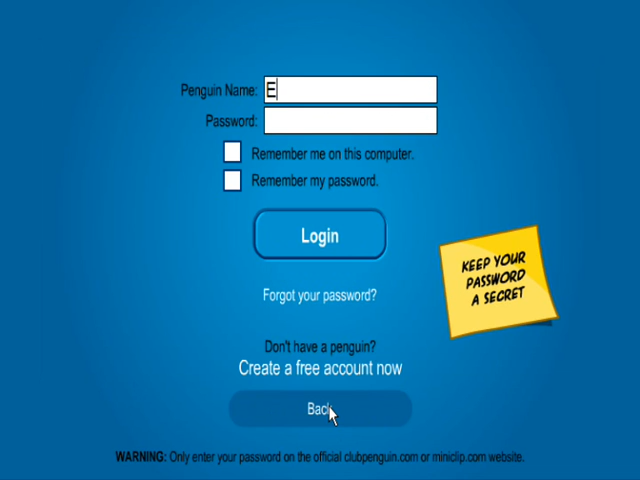 Penguin Name: E
Password:
Remember me on this computer.
Remember my password.
Login
KEEP YOUR
PASSWORD
A SECRET
Forgot your password?
Don't have a penguin?
Create a free account now
Back
WARNING: Only enter your password on the official clubpenguin.com or miniclip.com website.